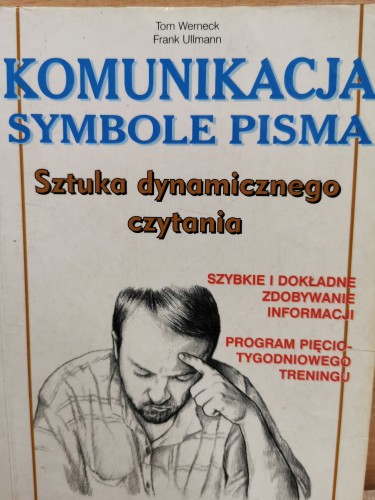 Tom Werneck
Frank Ullmann
KOMUNIKACJA
SYMBOLE PISMA
Sztuka dynamicznego
czytania
SZYBKIE I DOKŁADNE
ZDOBYWANIE
INFORMACJI
PROGRAM PIĘCIO-
TYGODNIOWEGO
TRENINGU